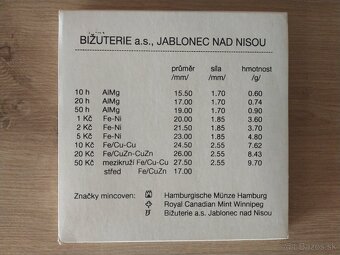 BIŽUTERIE a.s., JABLONEC NAD NISOU
průměr síla hmotnost
/mm/ /mm/ /g/
10 h AlMg 15.50 1.70 0.60
20 h AlMg 17.00 1.70 0.74
50 h AlMg 19.00 1.70 0.90
1 Kč Fe-Ni 20.00 1.85 3.60
2 Kč Fe-Ni 21.50 1.85 3.70
5 Kč Fe-Ni 23.00 1.85 4.80
10 Kč Fe/Cu-Cu 24.50 2.55 7.62
20 Kč Fe/CuZn-CuZn 26.00 2.55 8.43
50 Kč mezikruží Fe/Cu-Cu 27.50 2.55 9.70
střed Fe/CuZn 17.00
Značky mincoven: Hamburgische Münze Hamburg
Royal Canadian Mint Winnipeg
Bižuterie a.s. Jablonec nad Nisou